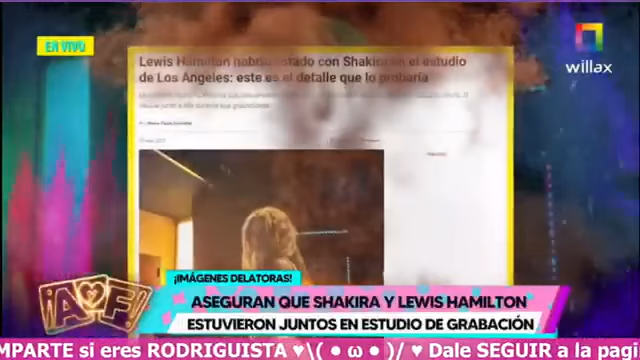 EN VIVO
willax
Lewis Hamilton habría estado con Shakira en el estudio
de Los Ángeles: este es el detalle que lo probaría
¡IMÁGENES DELATORAS!
¡A♥F!
ASEGURAN QUE SHAKIRA Y LEWIS HAMILTON
ESTUVIERON JUNTOS EN ESTUDIO DE GRABACIÓN
MPARTE si eres RODRIGUISTA ♥\( • ω • )/ ♥ Dale SEGUIR a la pagi